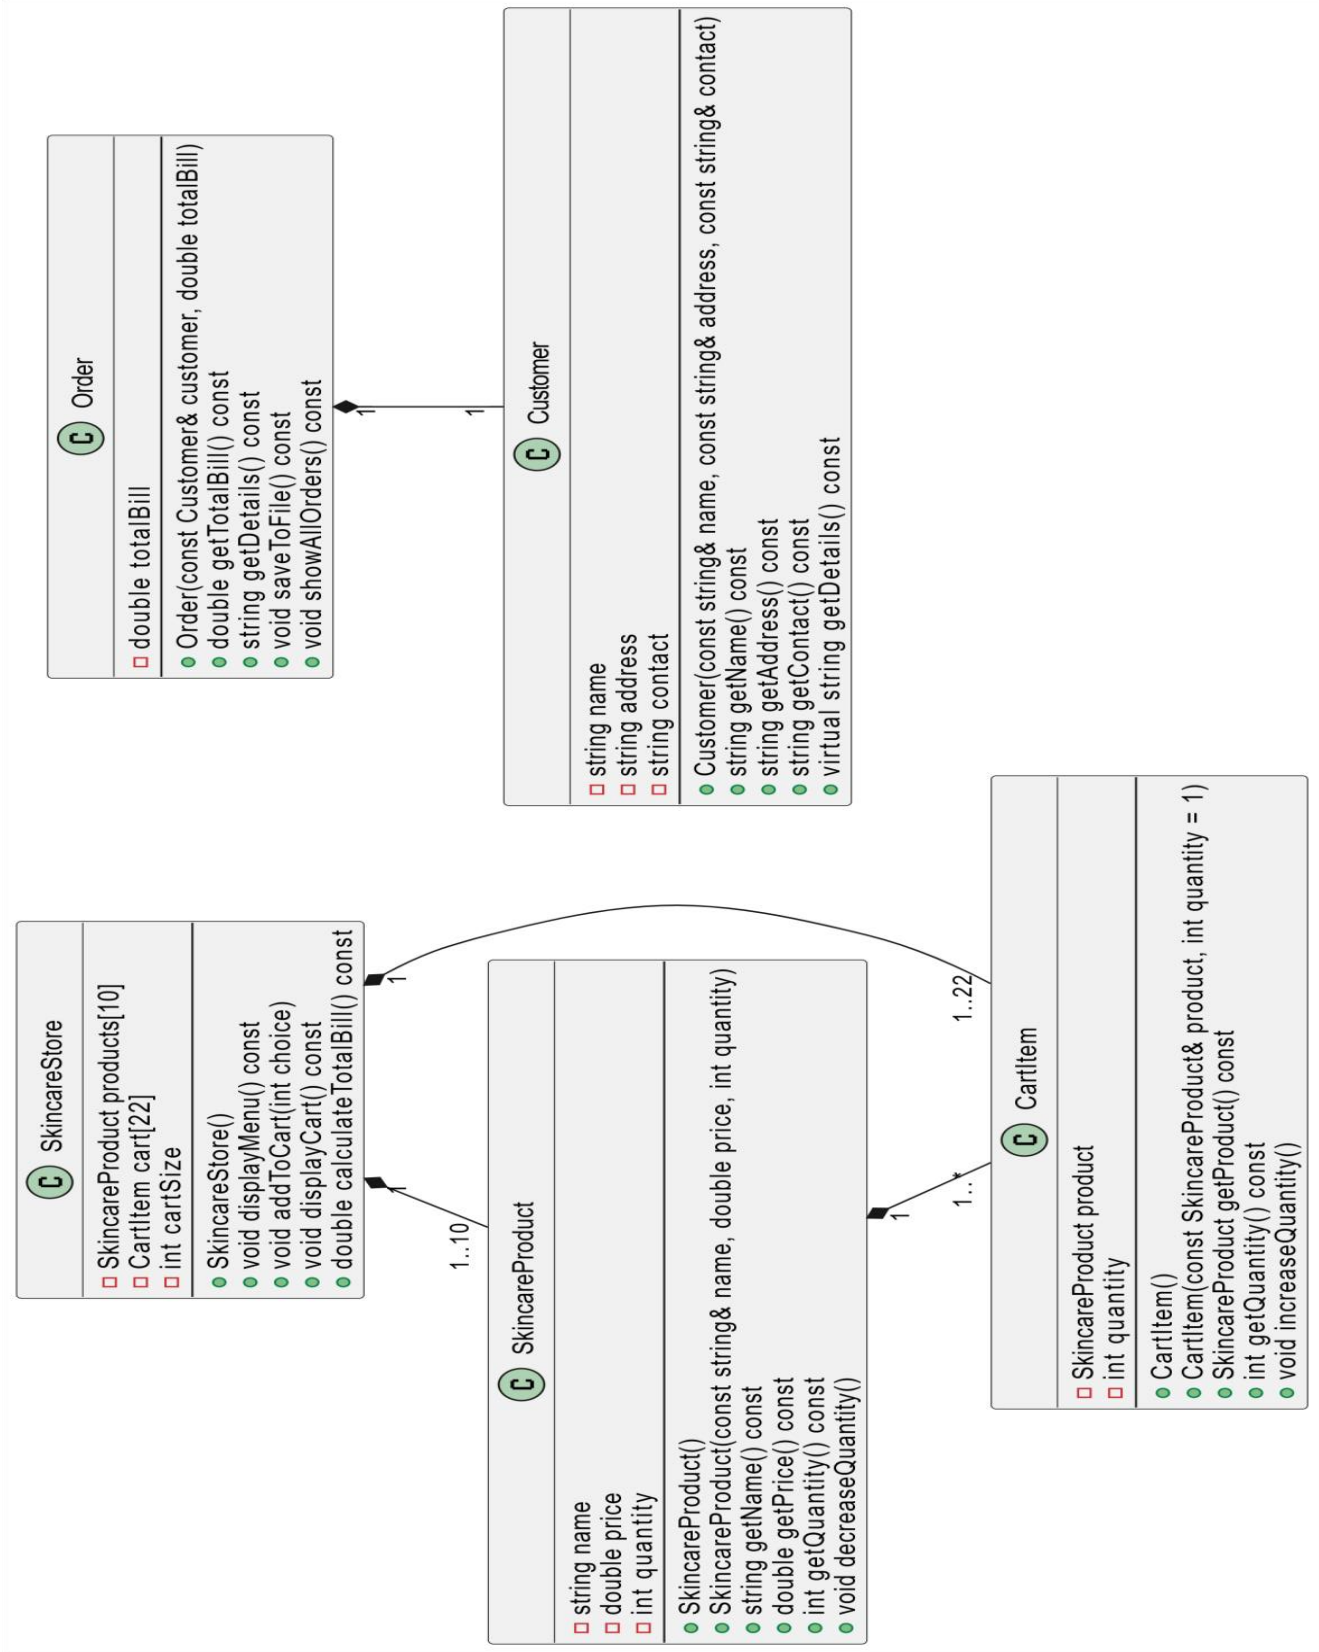 C SkincareStore
SkincareProduct products[10]
CartItem cart[22]
int cartSize
SkincareStore()
void displayMenu() const
void addToCart(int choice)
void displayCart() const
double calculateTotalBill() const
C Order
double totalBill
Order(const Customer& customer, double totalBill)
double getTotalBill() const
string getDetails() const
void saveToFile() const
void showAllOrders() const
1
1
1
1..10
1
1
C SkincareProduct
string name
double price
int quantity
SkincareProduct()
SkincareProduct(const string& name, double price, int quantity)
string getName() const
double getPrice() const
int getQuantity() const
void decreaseQuantity()
C Customer
string name
string address
string contact
Customer(const string& name, const string& address, const string& contact)
string getName() const
string getAddress() const
string getContact() const
virtual string getDetails() const
1
1..*
1..22
C CartItem
SkincareProduct product
int quantity
CartItem()
CartItem(const SkincareProduct& product, int quantity = 1)
SkincareProduct getProduct() const
int getQuantity() const
void increaseQuantity()